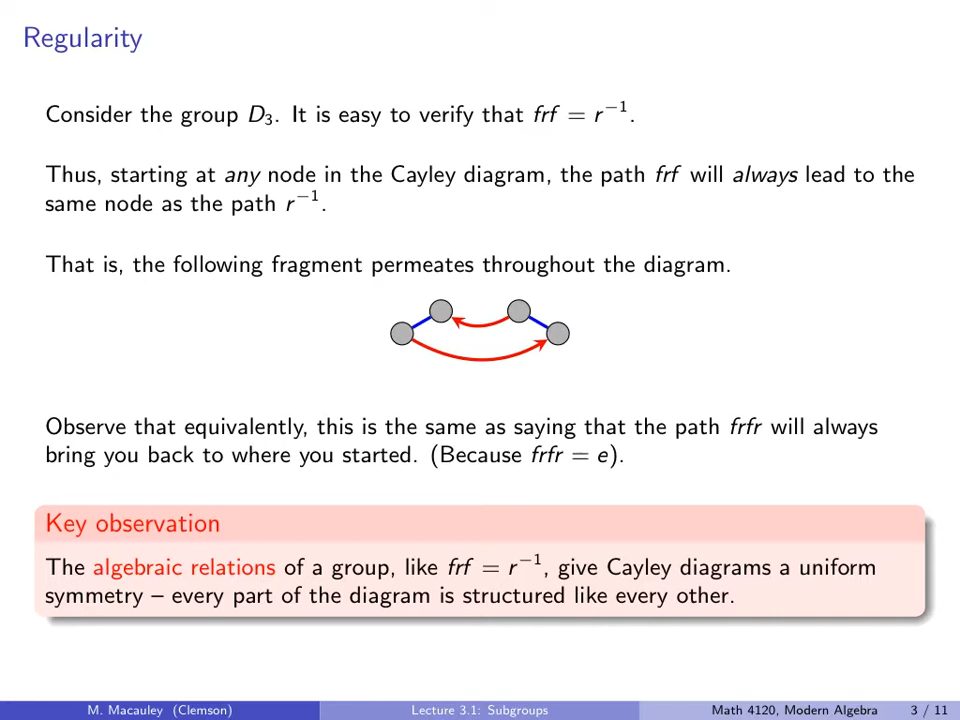 Regularity
Consider the group D₃. It is easy to verify that frf = r⁻¹.
Thus, starting at any node in the Cayley diagram, the path frf will always lead to the
same node as the path r⁻¹.
That is, the following fragment permeates throughout the diagram.
Observe that equivalently, this is the same as saying that the path frfr will always
bring you back to where you started. (Because frfr = e).
Key observation
The algebraic relations of a group, like frf = r⁻¹, give Cayley diagrams a uniform
symmetry – every part of the diagram is structured like every other.
M. Macauley (Clemson) Lecture 3.1: Subgroups Math 4120, Modern Algebra 3 / 11